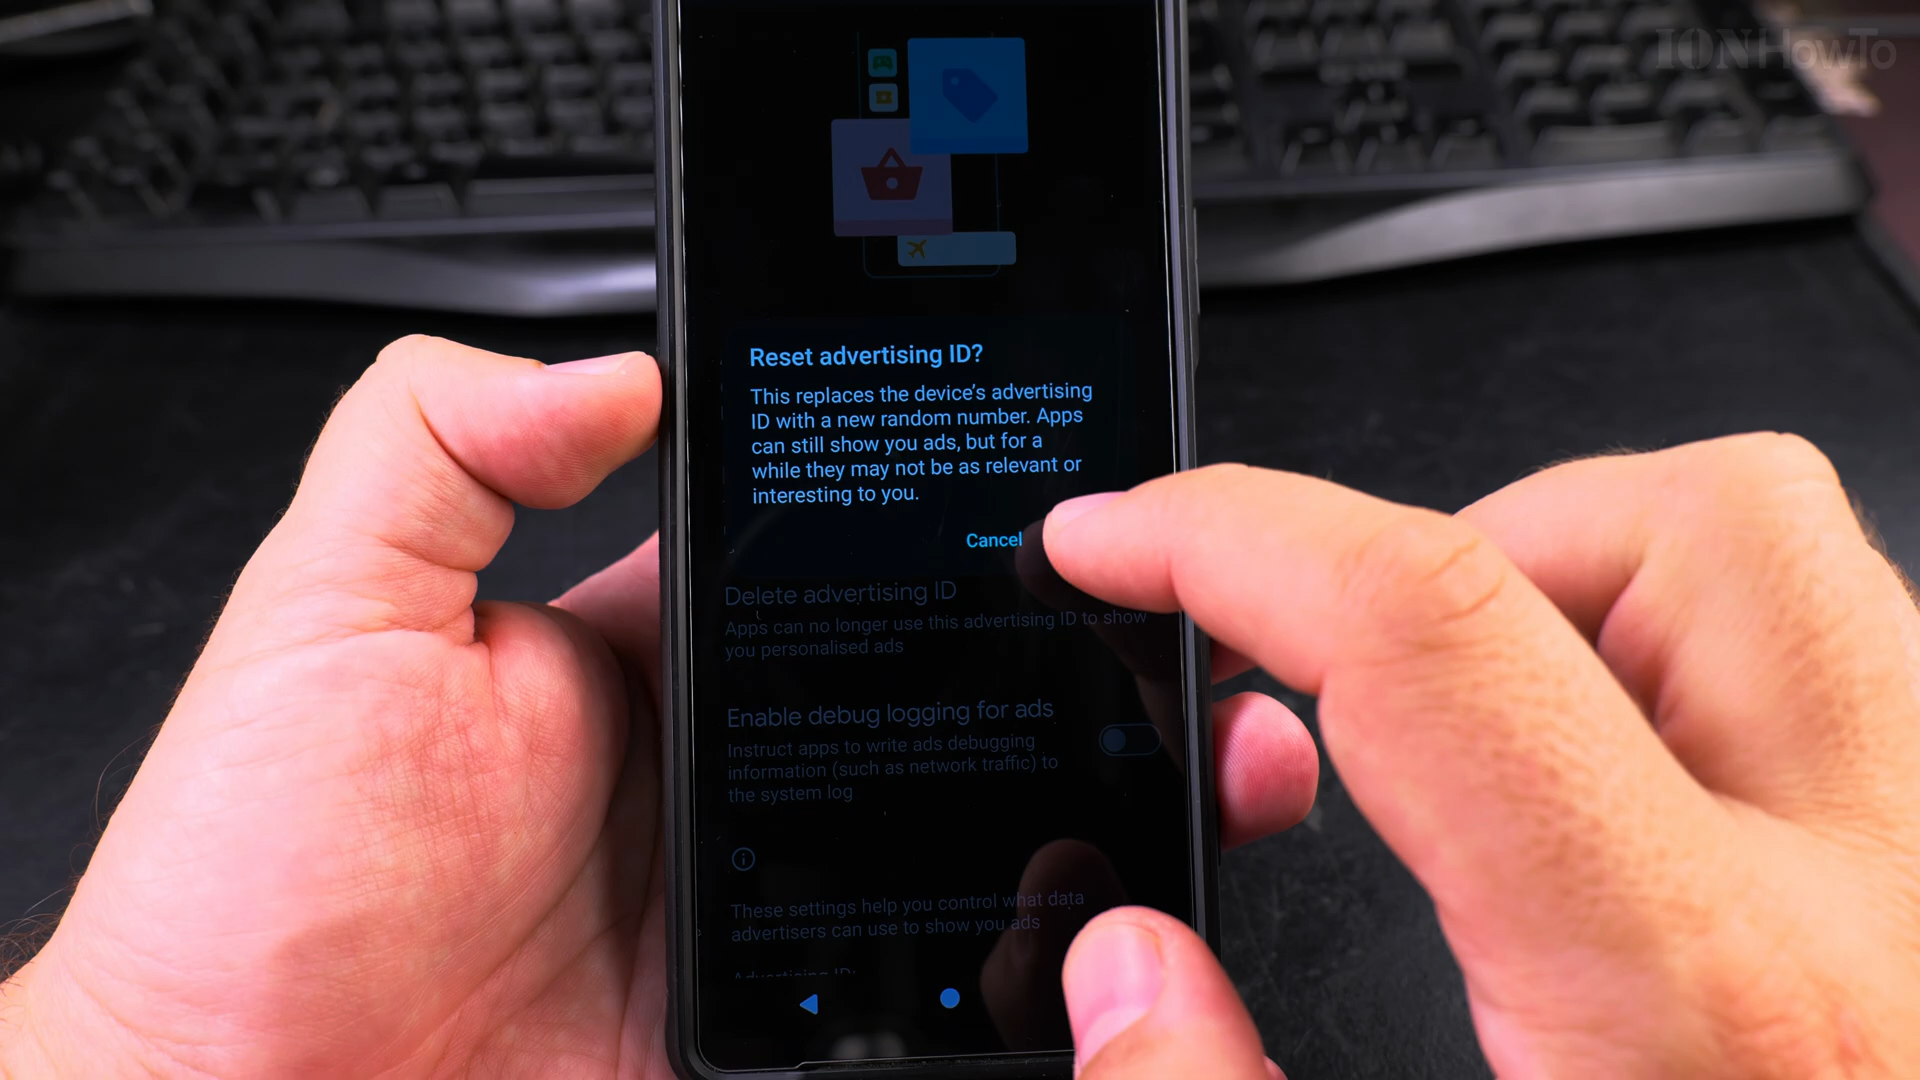 IONHowTo
Reset advertising ID?
This replaces the device's advertising
ID with a new random number. Apps
can still show you ads, but for a
while they may not be as relevant or
interesting to you.
Cancel
Delete advertising ID
Apps can no longer use this advertising ID to show
you personalised ads
Enable debug logging for ads
Instruct apps to write ads debugging
information (such as network traffic) to
the system log
These settings help you control what data
advertisers can use to show you ads
Advertising ID: